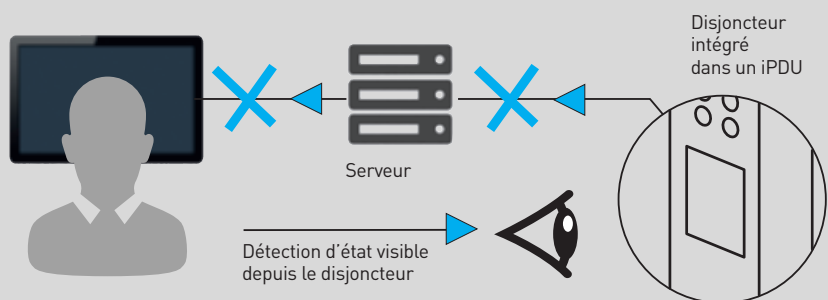 Disjoncteur
intégré
dans un iPDU
Serveur
Détection d’état visible
depuis le disjoncteur